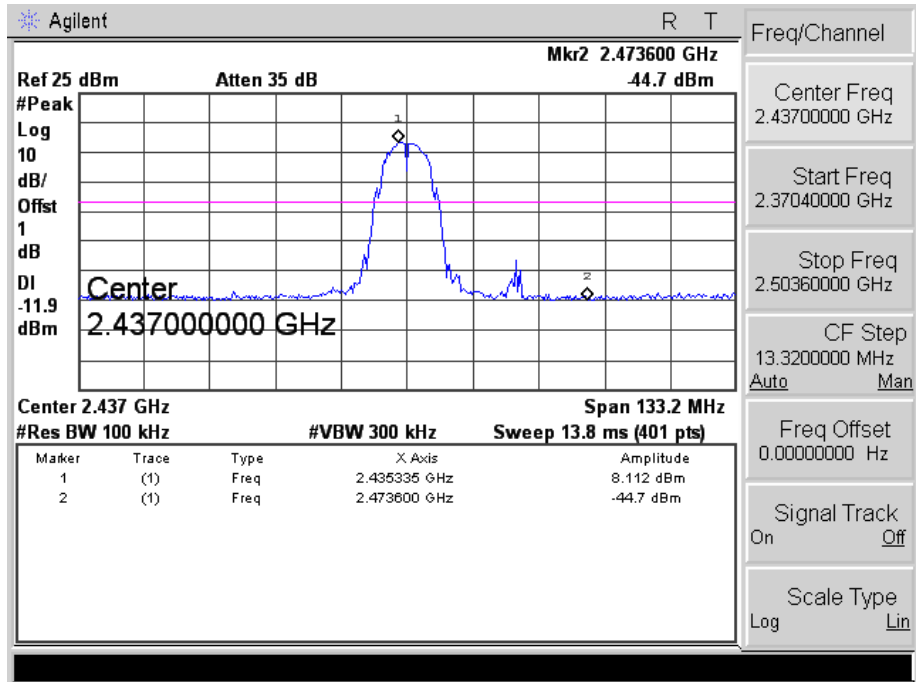 Agilent R T
Mkr2 2.473600 GHz
Ref 25 dBm Atten 35 dB -44.7 dBm
#Peak
Log
10
dB/
Offst
1
dB
DI
-11.9
dBm
1
2
Center
2.437000000 GHz
Center 2.437 GHz Span 133.2 MHz
#Res BW 100 kHz #VBW 300 kHz Sweep 13.8 ms (401 pts)
Marker Trace Type X Axis Amplitude
1 (1) Freq 2.435335 GHz 8.112 dBm
2 (1) Freq 2.473600 GHz -44.7 dBm
Freq/Channel
Center Freq
2.43700000 GHz
Start Freq
2.37040000 GHz
Stop Freq
2.50360000 GHz
CF Step
13.3200000 MHz
Auto Man
Freq Offset
0.00000000 Hz
Signal Track
On Off
Scale Type
Log Lin